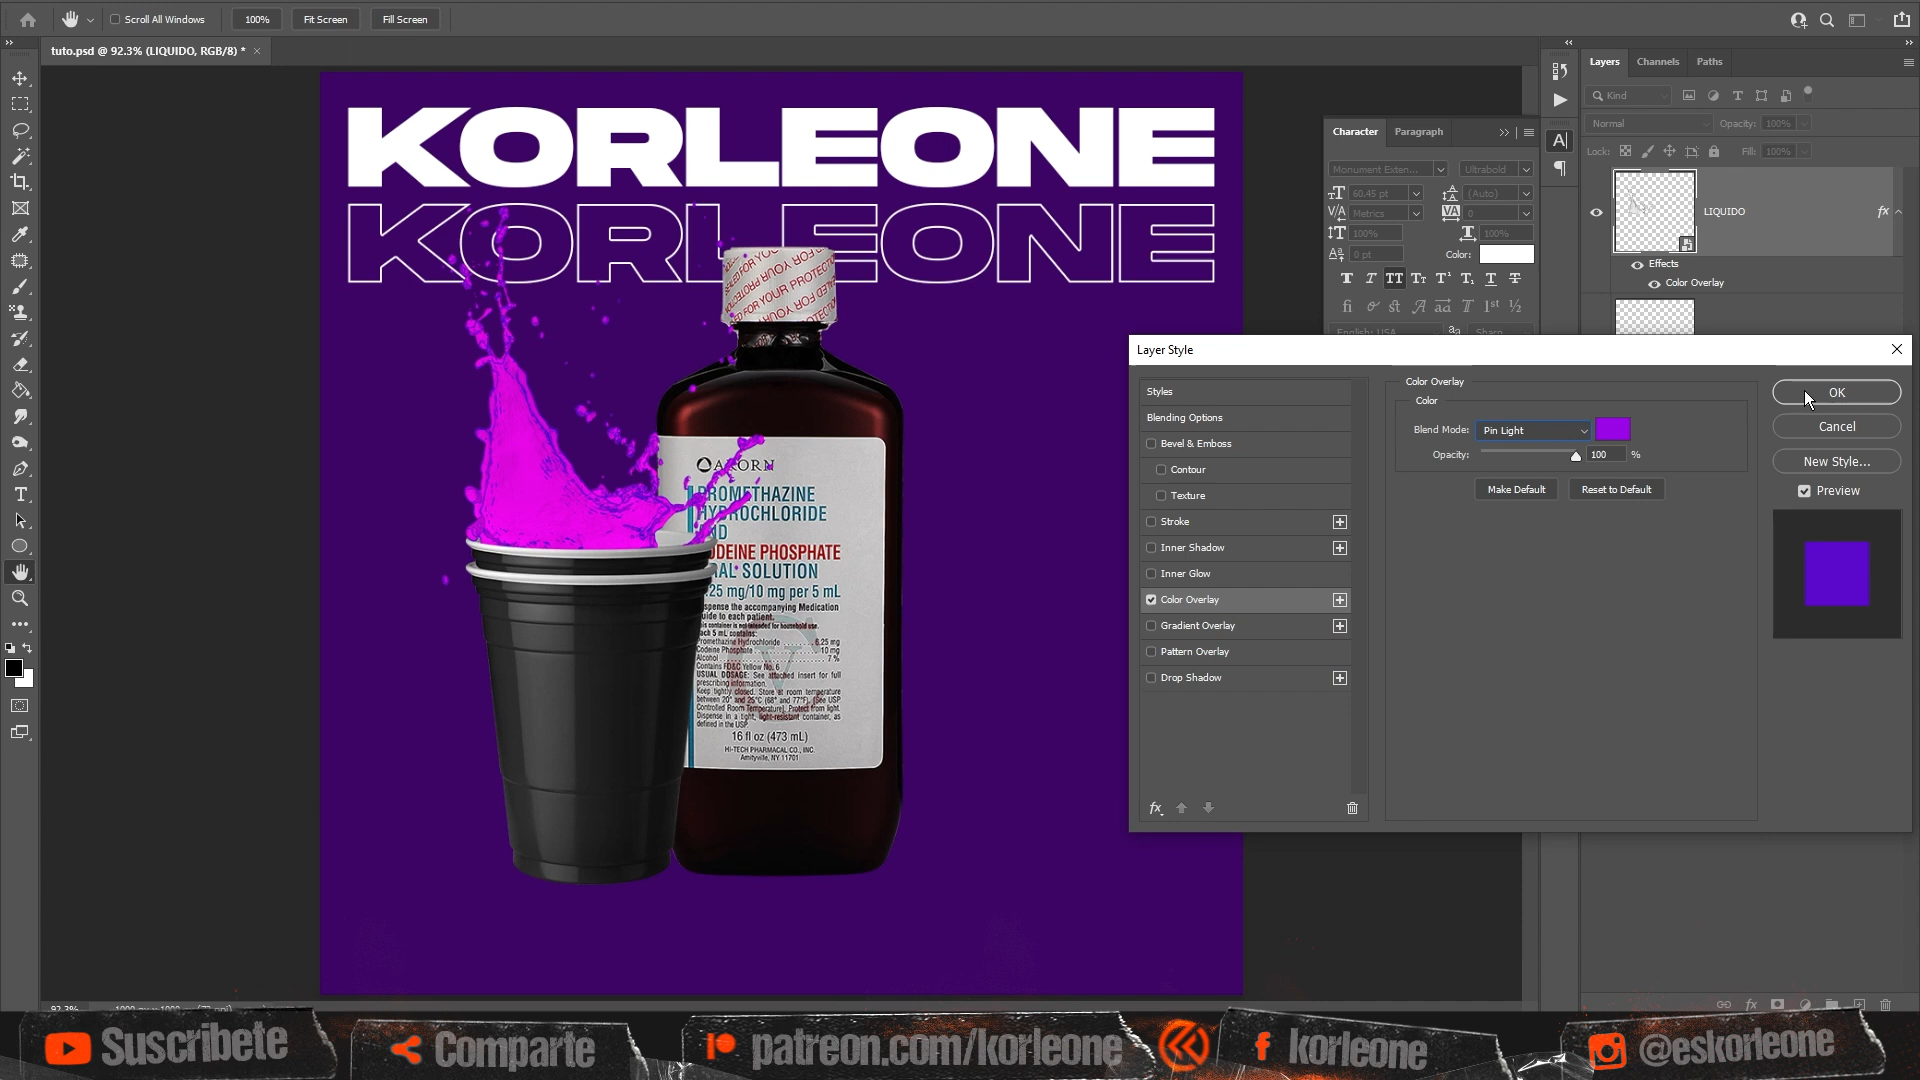 Scroll All Windows
100%
Fit Screen
Fill Screen
tuto.psd @ 92.3% (LIQUIDO, RGB/8) *
KORLEONE
KORLEONE
AKORN
PROMETHAZINE
HYDROCHLORIDE
AND
CODEINE PHOSPHATE
ORAL SOLUTION
6.25 mg/10 mg per 5 mL
Dispense the accompanying Medication
Guide to each patient.
This container is not intended for household use.
Each 5 mL contains:
Promethazine Hydrochloride 6.25 mg
Codeine Phosphate 10 mg
Alcohol 7 %
Contains FD&C Yellow No. 6
USUAL DOSAGE: See attached insert for full
prescribing information.
Keep tightly closed. Store at room temperature
between 20° and 25°C (68° and 77°F). [See USP
Controlled Room Temperature]. Protect from light.
Dispense in a tight, light-resistant container, as
defined in the USP.
16 fl oz (473 mL)
HI-TECH PHARMACAL CO., INC.
Amityville, NY 11701
Character
Paragraph
Monument Exten...
Ultrabold
60.45 pt
(Auto)
Metrics
0
100%
100%
0 pt
Color:
English: USA
Sharp
Layers
Channels
Paths
Kind
Normal
Opacity: 100%
Lock:
Fill: 100%
LIQUIDO
fx
Effects
Color Overlay
Layer Style
Styles
Blending Options
Bevel & Emboss
Contour
Texture
Stroke
Inner Shadow
Inner Glow
Color Overlay
Gradient Overlay
Pattern Overlay
Drop Shadow
fx
Color Overlay
Color
Blend Mode: Pin Light
Opacity: 100 %
Make Default
Reset to Default
OK
Cancel
New Style...
Preview
92.3%
Suscribete
Comparte
patreon.com/korleone
korleone
@eskorleone